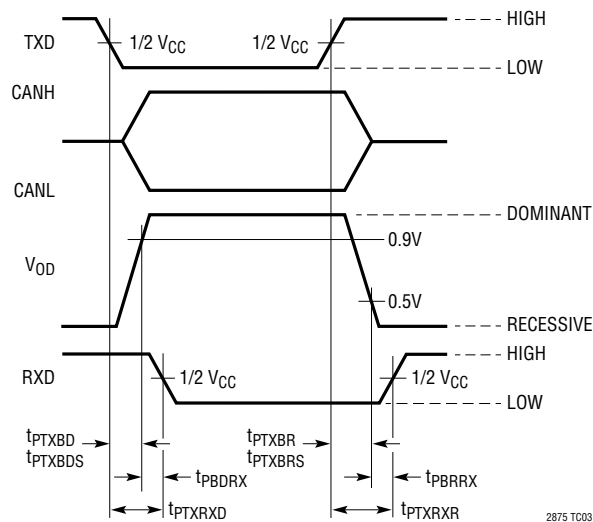 HIGH
TXD 1/2 VCC 1/2 VCC
LOW
CANH
CANL
DOMINANT
0.9V
VOD
0.5V
RECESSIVE
HIGH
RXD 1/2 VCC 1/2 VCC
LOW
tPTXBD tPTXBR
tPTXBDS tPTXBRS
tPBDRX tPBRRX
tPTXRXD tPTXRXR
2875 TC03